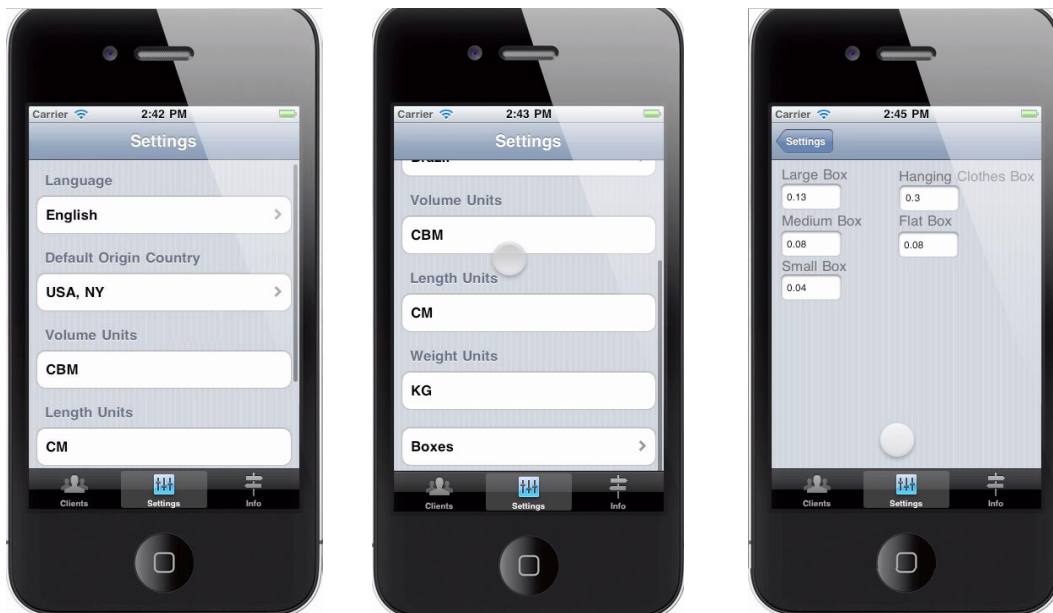 Carrier 2:42 PM
Settings
Language
English
Default Origin Country
USA, NY
Volume Units
CBM
Length Units
CM
Clients Settings Info
Carrier 2:43 PM
Settings
Brazil
Volume Units
CBM
Length Units
CM
Weight Units
KG
Boxes
Clients Settings Info
Carrier 2:45 PM
Settings
Large Box Hanging Clothes Box
0.13 0.3
Medium Box Flat Box
0.08 0.08
Small Box
0.04
Clients Settings Info